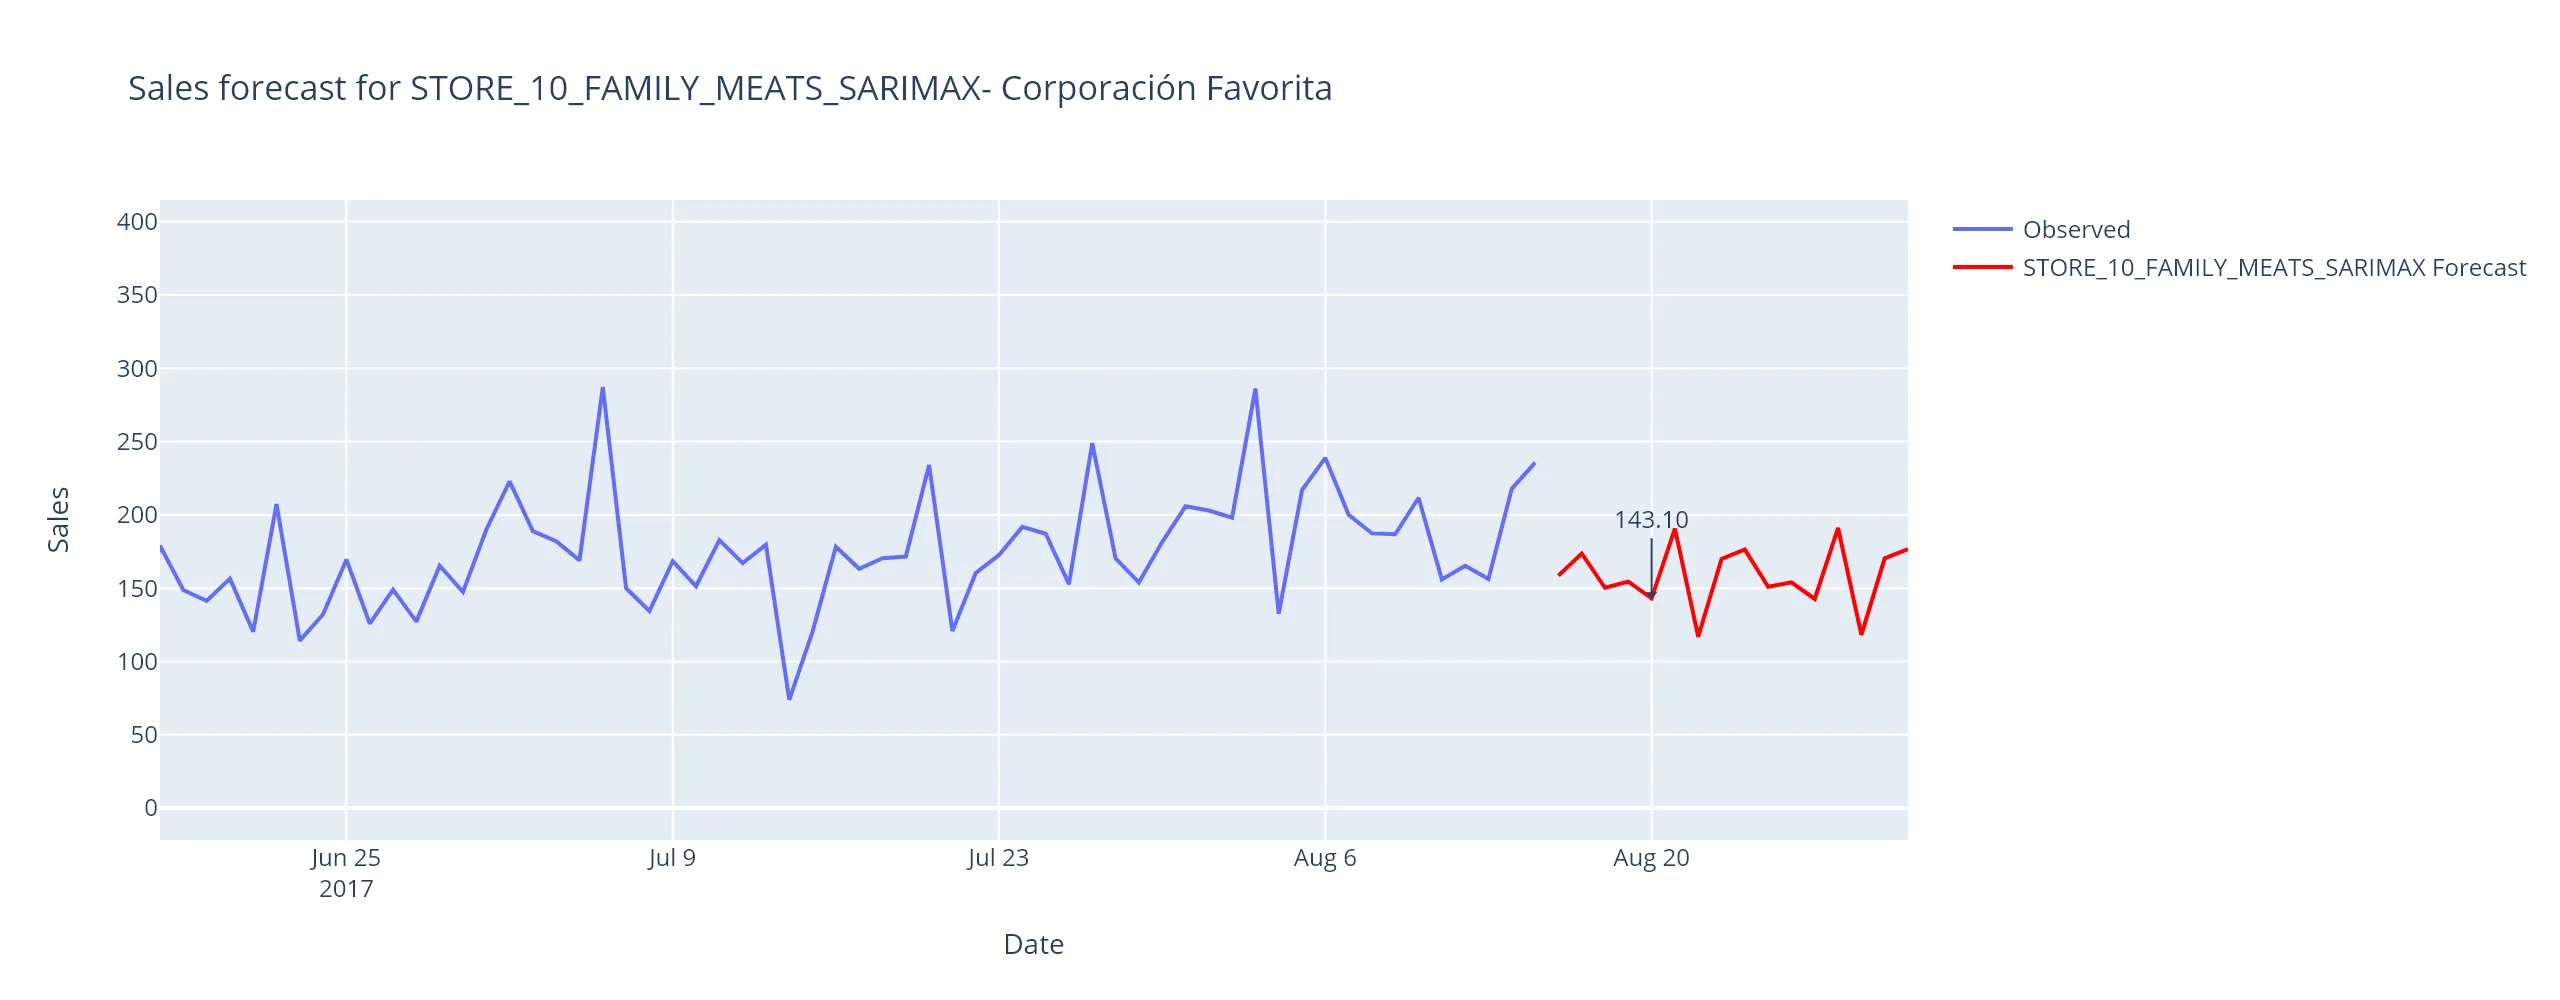 Sales forecast for STORE_10_FAMILY_MEATS_SARIMAX- Corporación Favorita
Observed
STORE_10_FAMILY_MEATS_SARIMAX Forecast
400
350
300
250
200
150
100
50
0
Sales
143.10
Jun 25
2017
Jul 9
Jul 23
Aug 6
Aug 20
Date